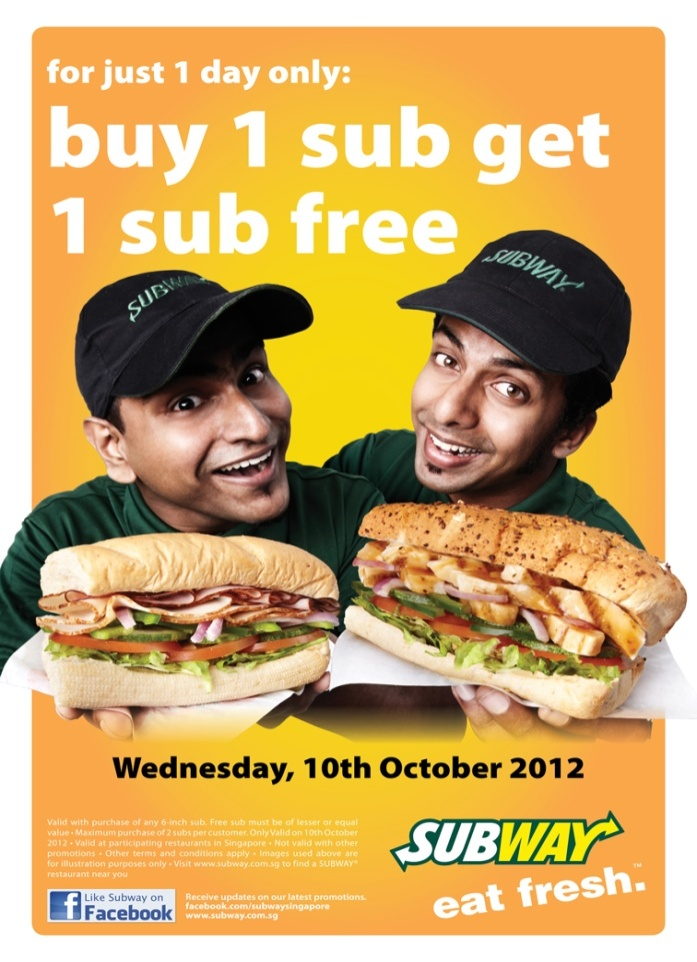 for just 1 day only:
buy 1 sub get
1 sub free
SUBWAY
SUBWAY
Wednesday, 10th October 2012
Valid with purchase of any 6-inch sub. Free sub must be of lesser or equal
value • Maximum purchase of 2 subs per customer. Only Valid on 10th October
2012 • Valid at participating restaurants in Singapore • Not valid with other
promotions • Other terms and conditions apply • Images used above are
for illustration purposes only • Visit www.subway.com.sg to find a SUBWAY™
restaurant near you
SUBWAY™
eat fresh.
f Like Subway on
Facebook
Receive updates on our latest promotions.
facebook.com/subwaysingapore
www.subway.com.sg